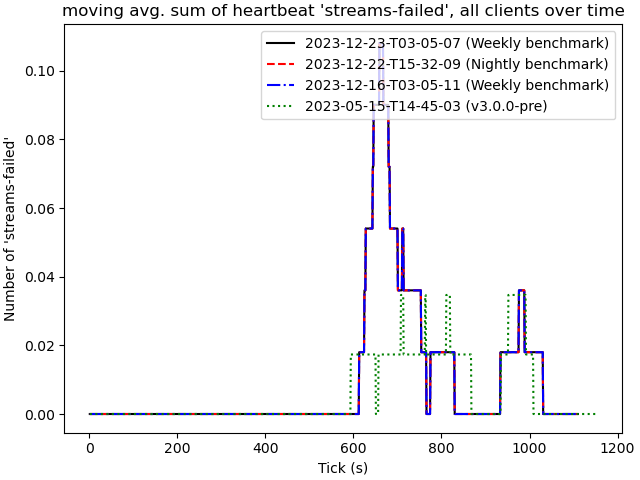 moving avg. sum of heartbeat 'streams-failed', all clients over time
2023-12-23-T03-05-07 (Weekly benchmark)
2023-12-22-T15-32-09 (Nightly benchmark)
2023-12-16-T03-05-11 (Weekly benchmark)
2023-05-15-T14-45-03 (v3.0.0-pre)
Number of 'streams-failed'
0.10
0.08
0.06
0.04
0.02
0.00
0 200 400 600 800 1000 1200
Tick (s)